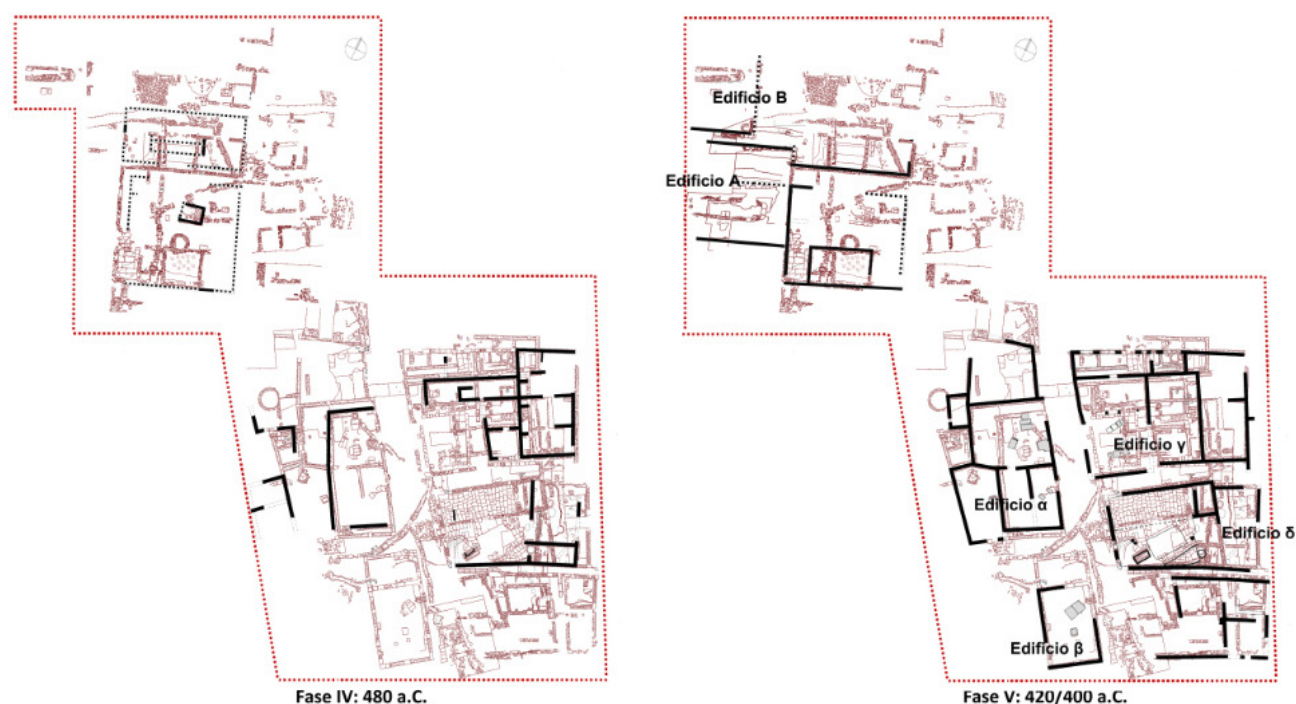 Edificio B
Edificio A
Edificio γ
Edificio α
Edificio δ
Edificio β
Fase IV: 480 a.C.
Fase V: 420/400 a.C.